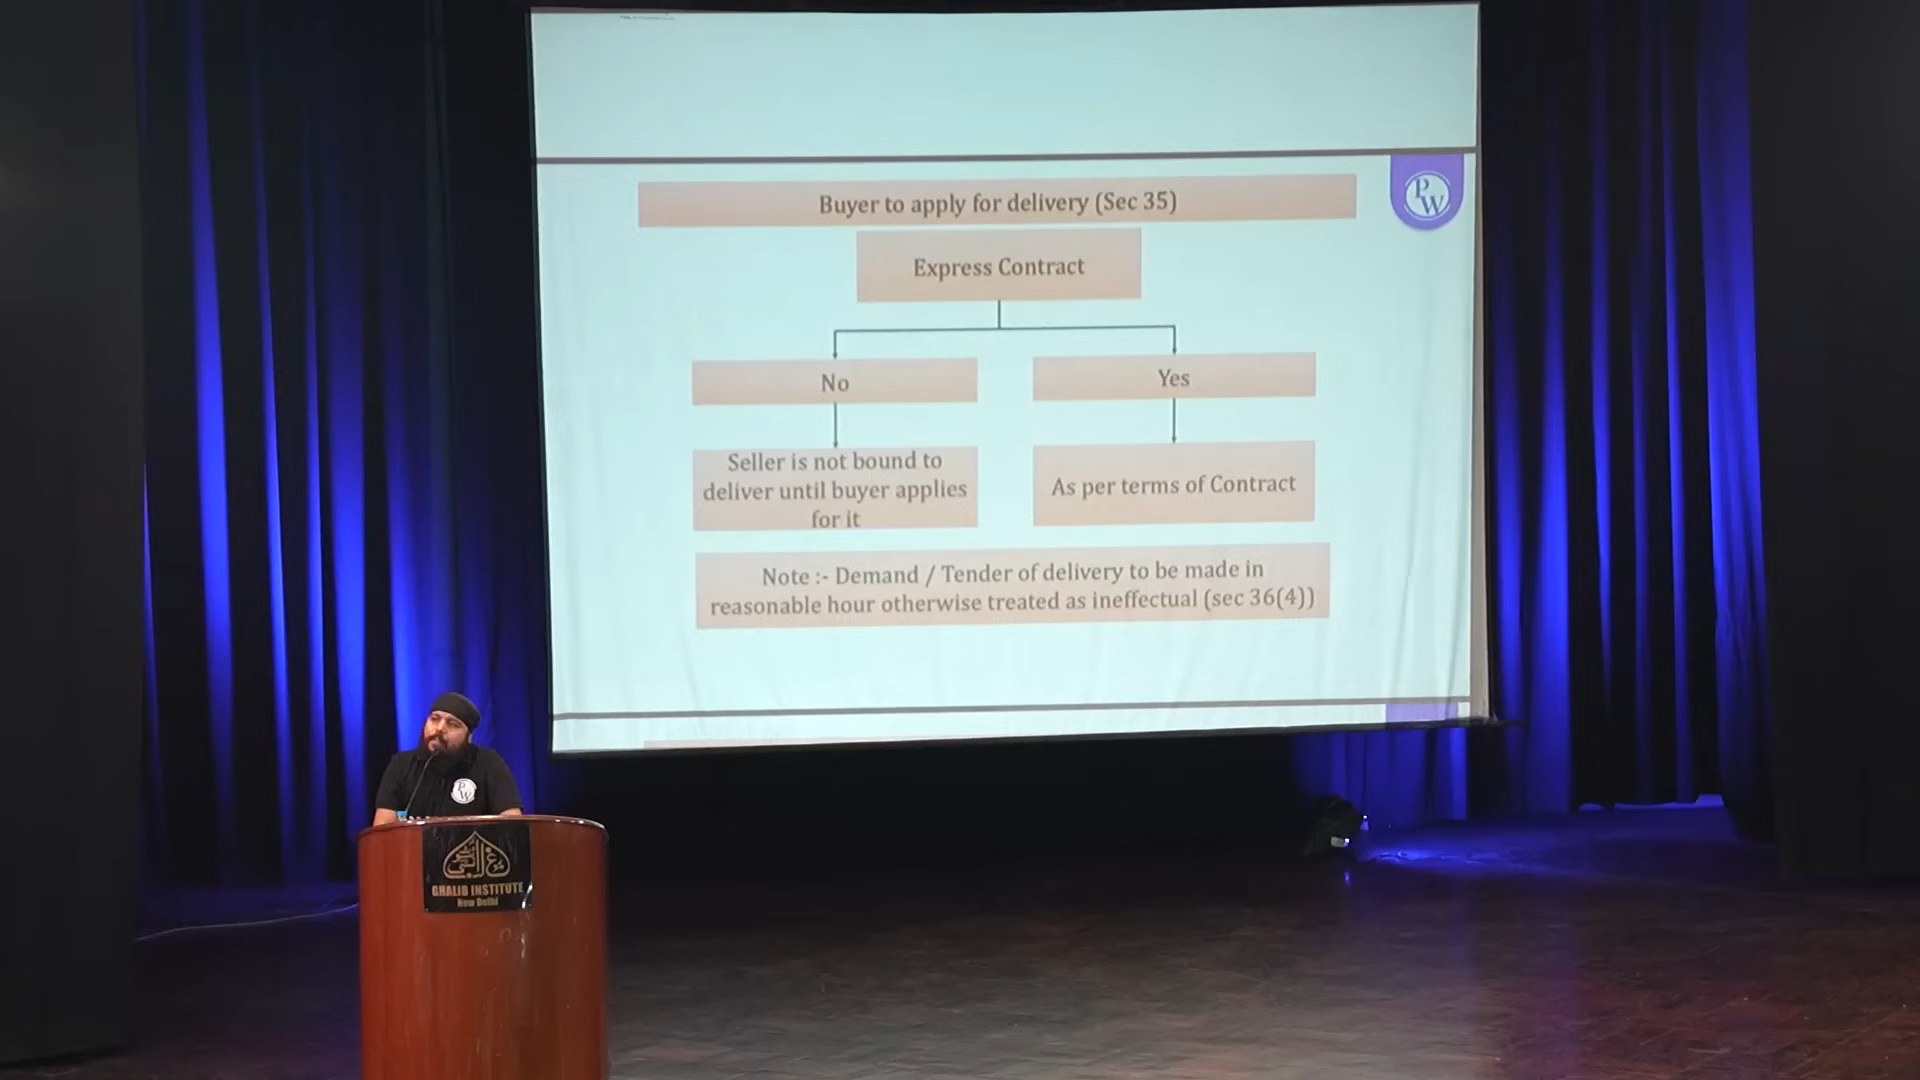 Buyer to apply for delivery (Sec 35)
PW
Express Contract
No
Yes
Seller is not bound to
deliver until buyer applies
for it
As per terms of Contract
Note :- Demand / Tender of delivery to be made in
reasonable hour otherwise treated as ineffectual (sec 36(4))
PW
GHALIB INSTITUTE
New Delhi